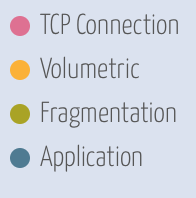 TCP Connection
Volumetric
Fragmentation
Application